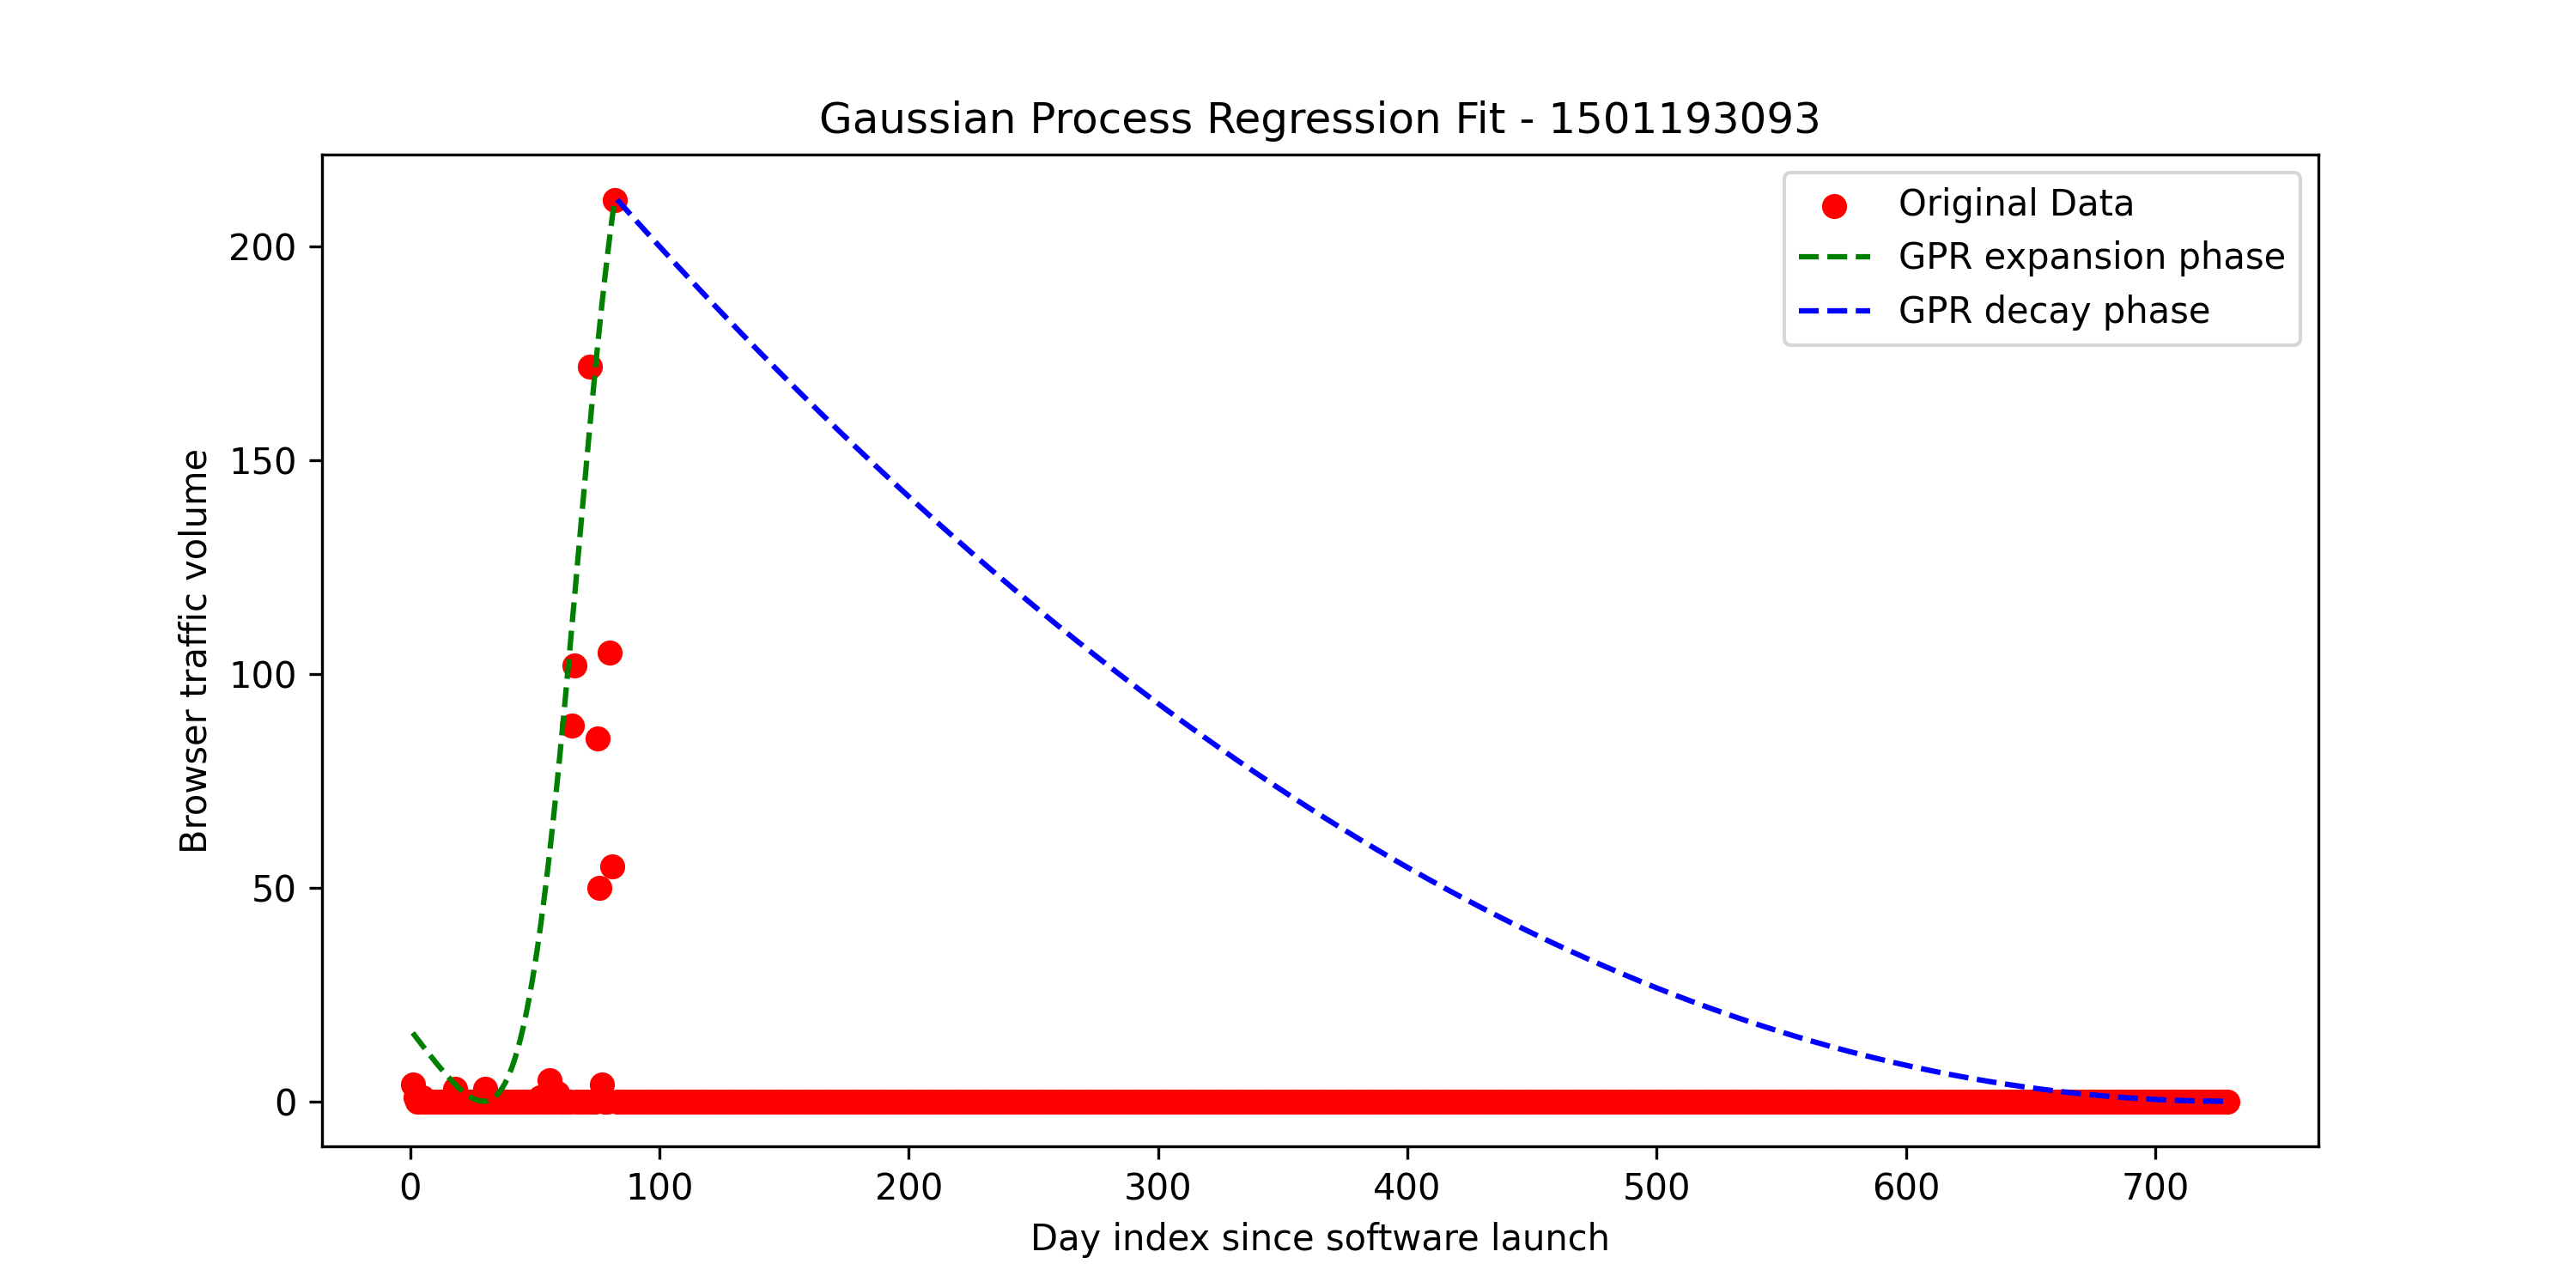 Gaussian Process Regression Fit - 1501193093
Original Data
GPR expansion phase
GPR decay phase
Browser traffic volume
200
150
100
50
0
0 100 200 300 400 500 600 700
Day index since software launch